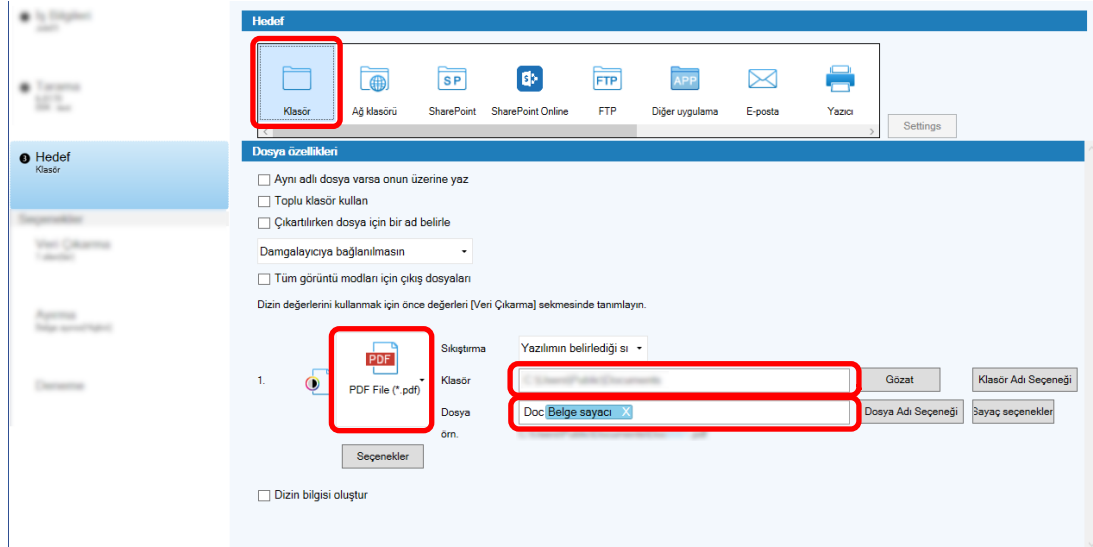 Hedef
Klasör
Ağ klasörü
SP
SharePoint
S
SharePoint Online
FTP
FTP
APP
Diğer uygulama
E-posta
Yazıcı
Settings
3 Hedef
Klasör
Dosya özellikleri
Aynı adlı dosya varsa onun üzerine yaz
Toplu klasör kullan
Çıkartılırken dosya için bir ad belirle
Damgalayıcıya bağlanılmasın
Tüm görüntü modları için çıkış dosyaları
Dizin değerlerini kullanmak için önce değerleri [Veri Çıkarma] sekmesinde tanımlayın.
1.
PDF
PDF File (*.pdf)
Seçenekler
Sıkıştırma
Yazılımın belirlediği sı
Klasör
Gözat
Klasör Adı Seçeneği
Dosya
Doc Belge sayacı X
Dosya Adı Seçeneği
Sayaç seçenekler
örn.
Dizin bilgisi oluştur